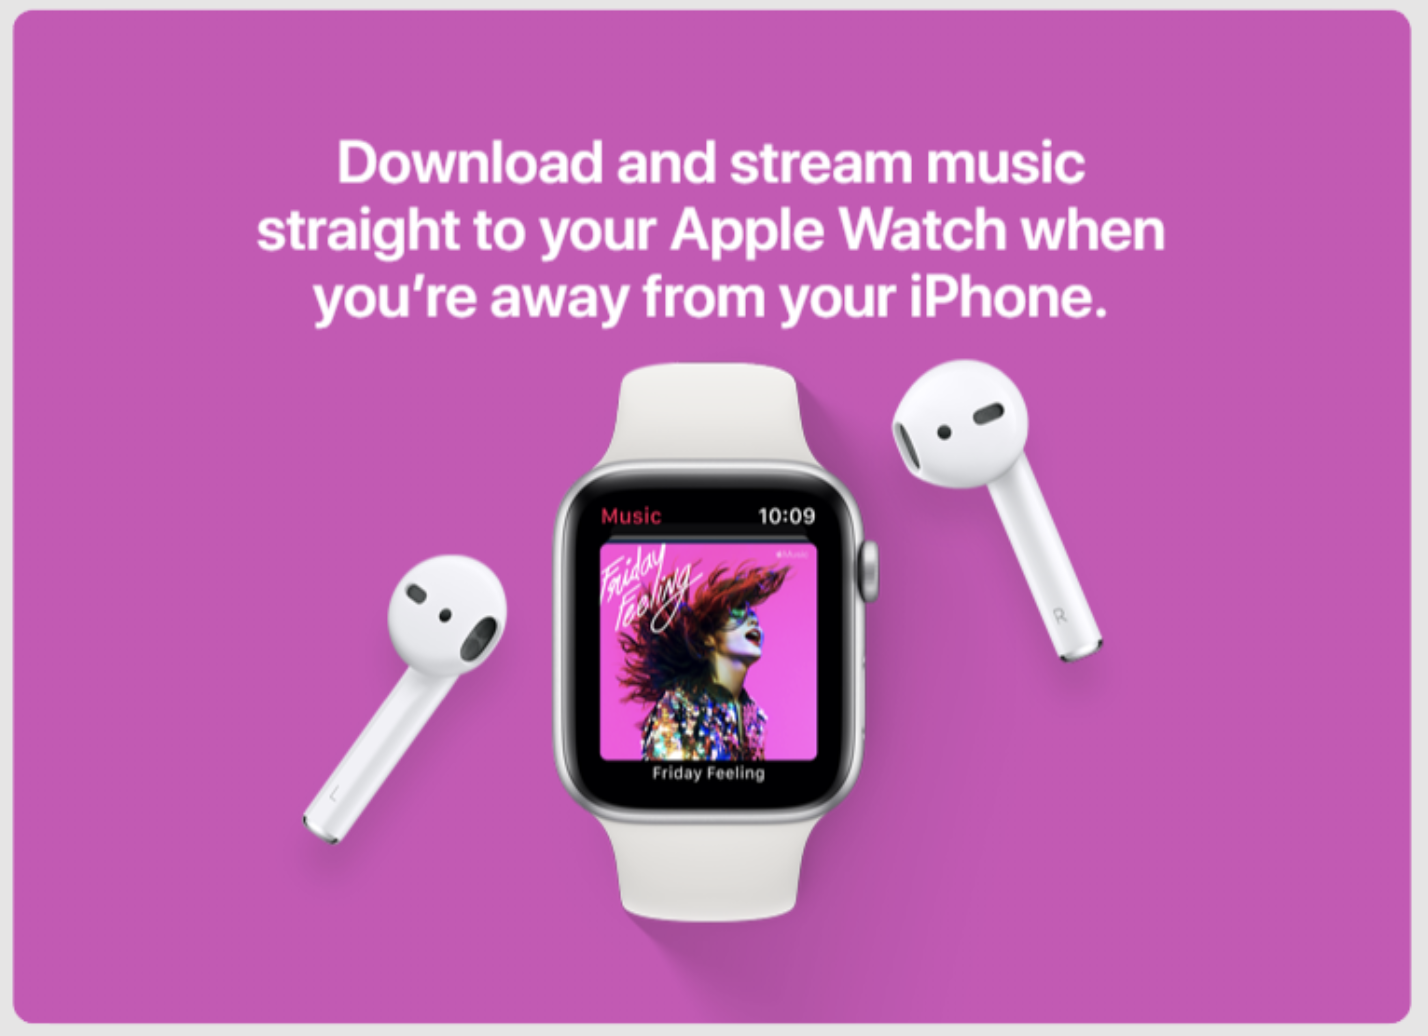 Download and stream music
straight to your Apple Watch when
you’re away from your iPhone.
Music 10:09
Friday
Feeling
Music
Friday Feeling
R
L